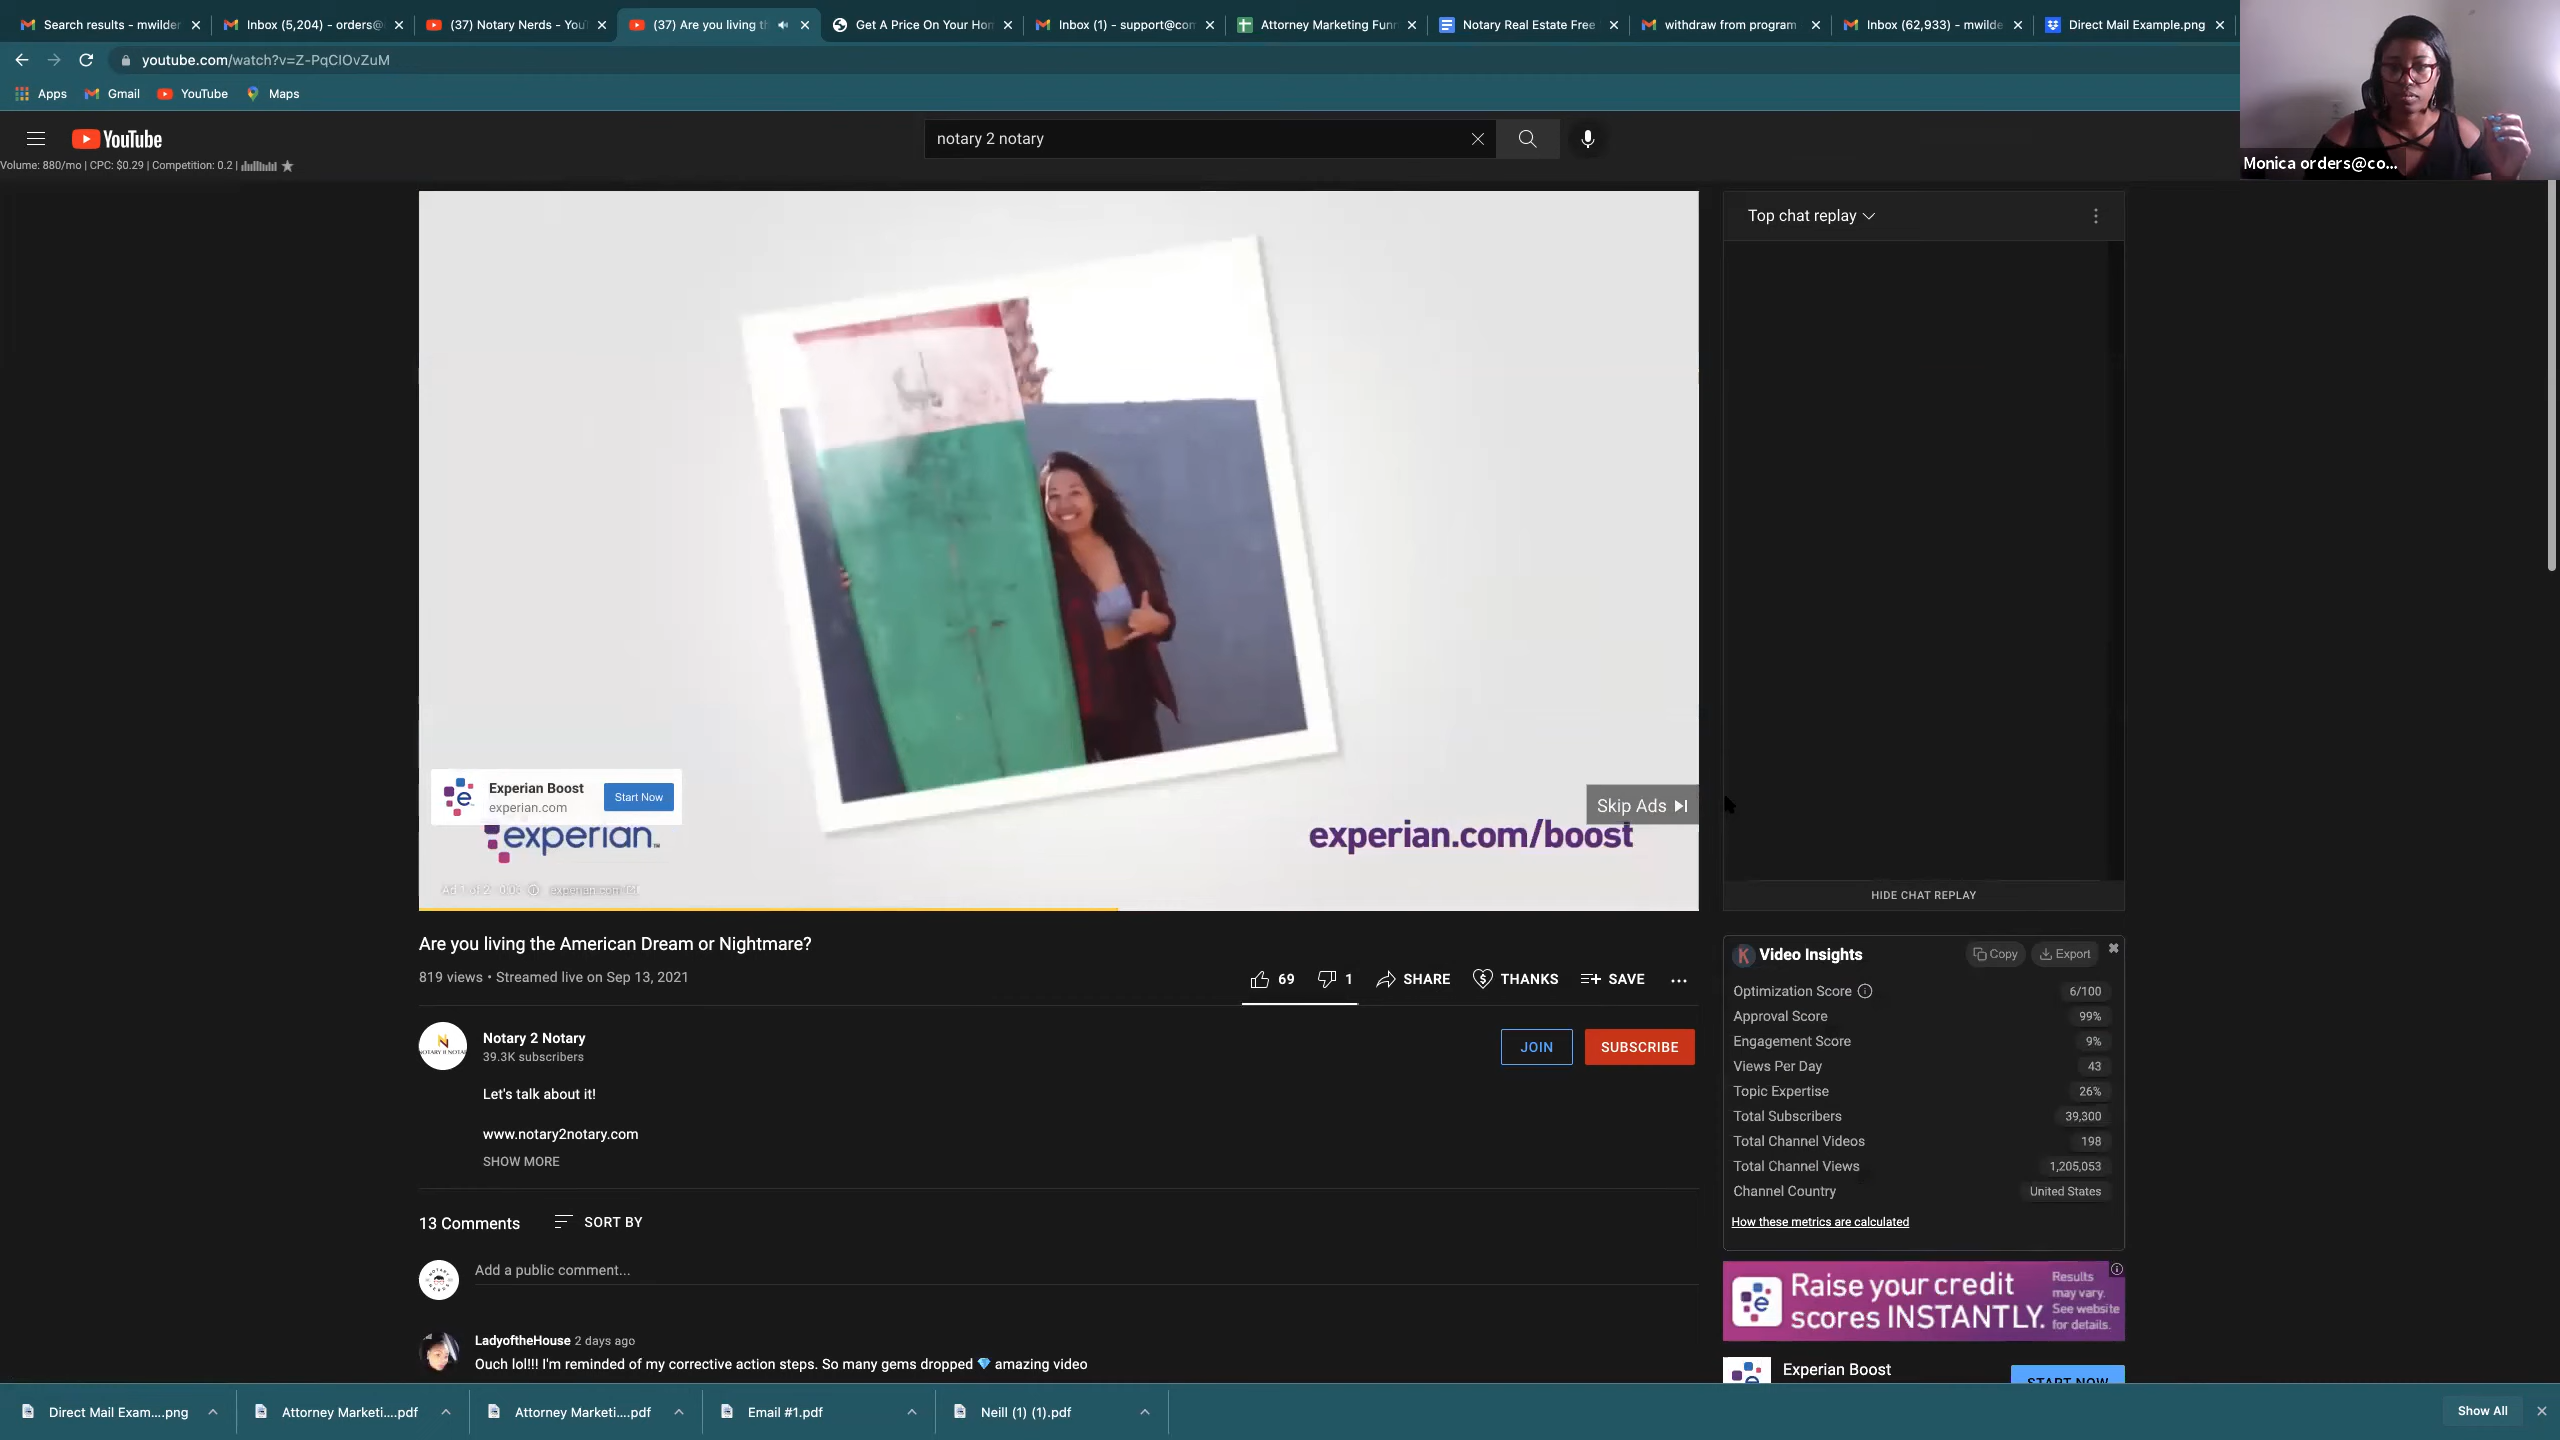 Search results - mwilder
Inbox (5,204) - orders@
(37) Notary Nerds - You
(37) Are you living th
Get A Price On Your Hom
Inbox (1) - support@com
Attorney Marketing Funn
Notary Real Estate Free
withdraw from program
Inbox (62,933) - mwilde
Direct Mail Example.png
youtube.com/watch?v=Z-PqCIOvZuM
Apps
Gmail
YouTube
Maps
YouTube
notary 2 notary
Volume: 880/mo | CPC: $0.29 | Competition: 0.2 |
Monica orders@co...
Top chat replay
Experian Boost
experian.com
Start Now
Skip Ads
experian™
experian.com/boost
Ad 1 of 2
HIDE CHAT REPLAY
Are you living the American Dream or Nightmare?
819 views • Streamed live on Sep 13, 2021
69
1
SHARE
THANKS
SAVE
Notary 2 Notary
39.3K subscribers
JOIN
SUBSCRIBE
Let's talk about it!
www.notary2notary.com
SHOW MORE
13 Comments
SORT BY
Add a public comment...
LadyoftheHouse 2 days ago
Ouch lol!!! I'm reminded of my corrective action steps. So many gems dropped 💎 amazing video
Video Insights
Copy
Export
Optimization Score 6/100
Approval Score 99%
Engagement Score 9%
Views Per Day 43
Topic Expertise 26%
Total Subscribers 39,300
Total Channel Videos 198
Total Channel Views 1,205,053
Channel Country United States
How these metrics are calculated
Raise your credit
scores INSTANTLY.
Results
may vary.
See website
for details.
Experian Boost
START NOW
Direct Mail Exam....png
Attorney Marketi....pdf
Attorney Marketi....pdf
Email #1.pdf
Neill (1) (1).pdf
Show All